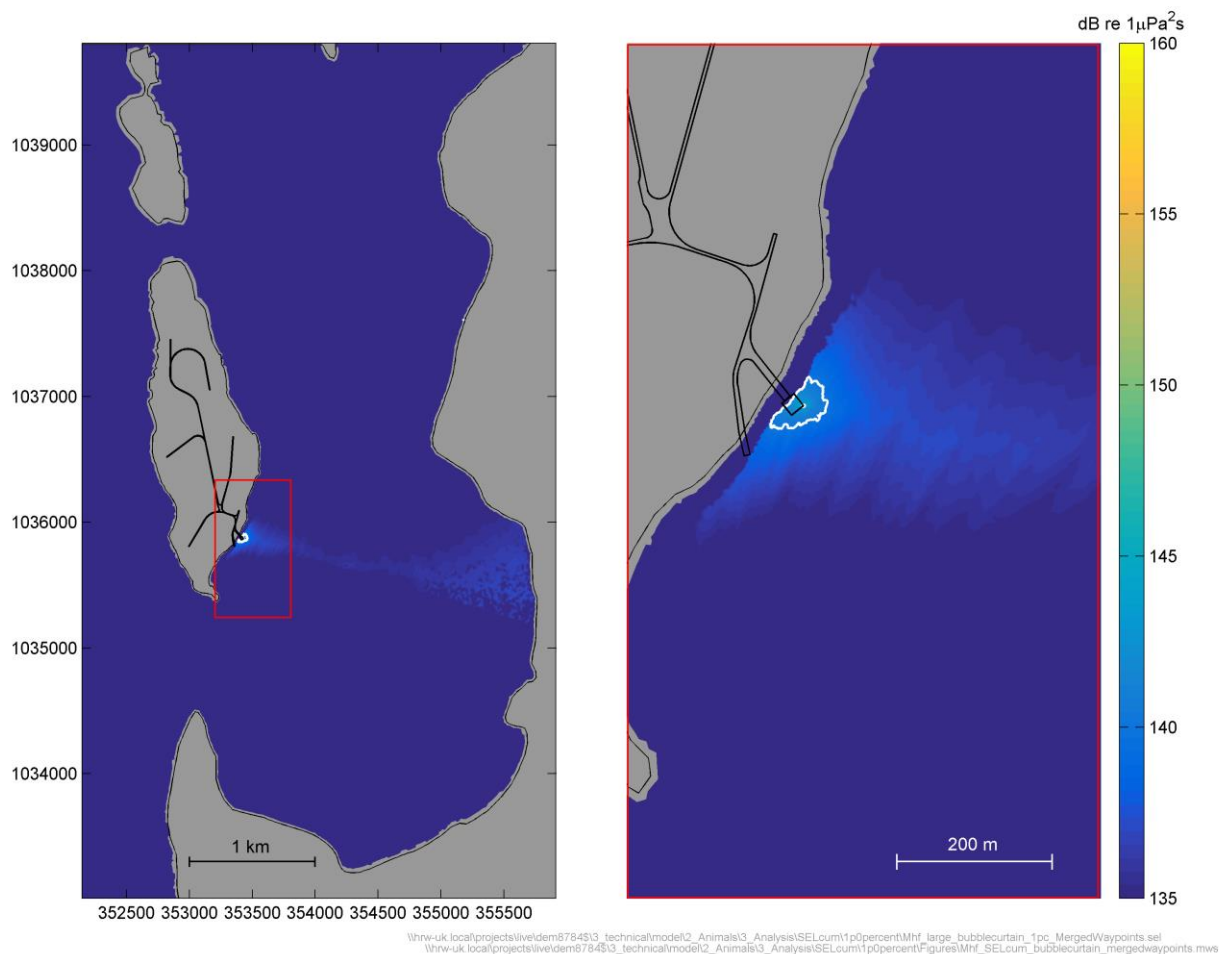 dB re 1μPa²s
160
155
150
145
140
135
1039000
1038000
1037000
1036000
1035000
1034000
1 km
200 m
352500 353000 353500 354000 354500 355000 355500
\\hrw-uk.local\projects\live\dem8784$\3_technical\model\2_Animals\3_Analysis\SELcum\1p0percent\Mhf_large_bubblecurtain_1pc_MergedWaypoints.sel
\\hrw-uk.local\projects\live\dem8784$\3_technical\model\2_Animals\3_Analysis\SELcum\1p0percent\Figures\Mhf_SELcum_bubblecurtain_mergedwaypoints.mws